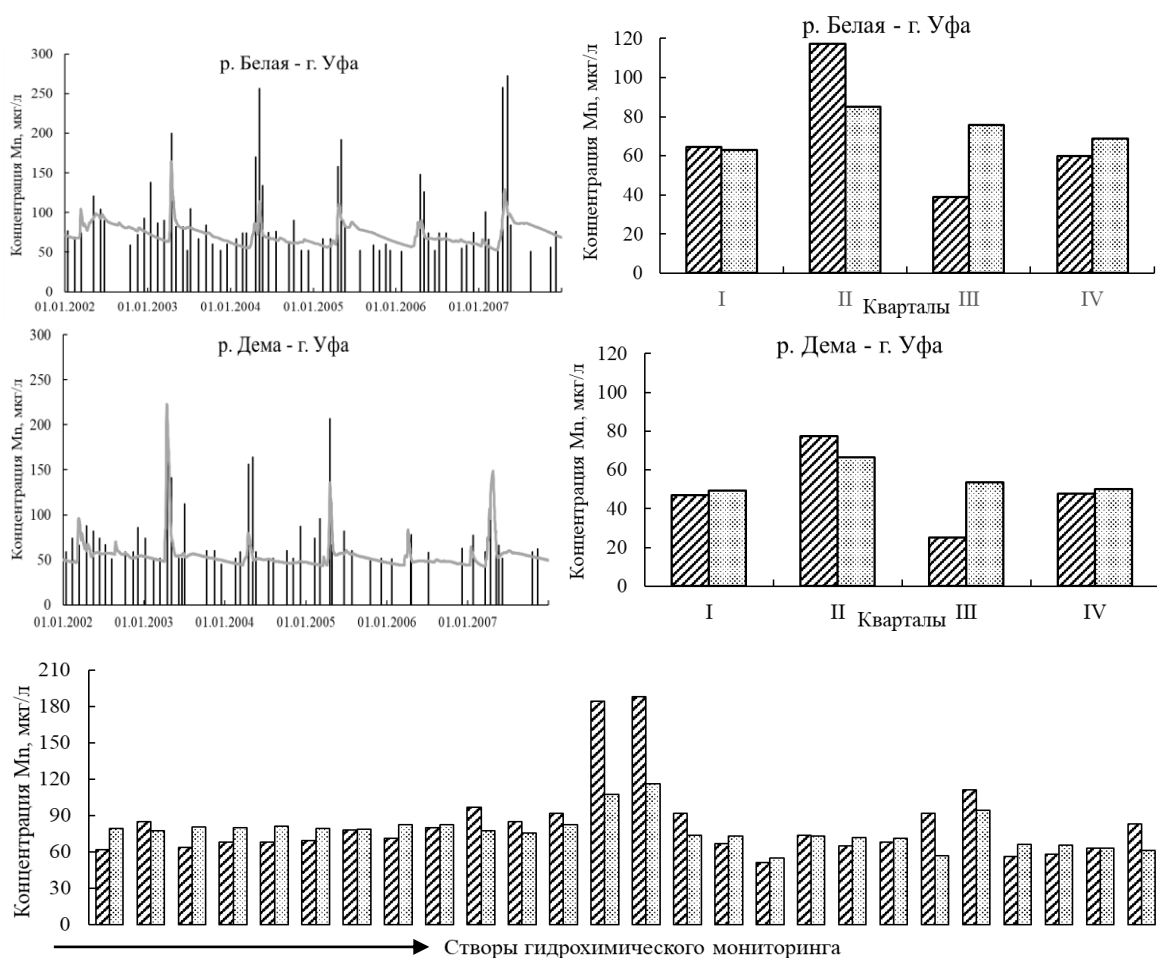 р. Белая - г. Уфа
Концентрация Mn, мкг/л
300
250
200
150
100
50
0
01.01.2002 01.01.2003 01.01.2004 01.01.2005 01.01.2006 01.01.2007
р. Белая - г. Уфа
Концентрация Mn, мкг/л
120
100
80
60
40
20
0
I II III IV
Кварталы
р. Дема - г. Уфа
Концентрация Mn, мкг/л
300
250
200
150
100
50
0
01.01.2002 01.01.2003 01.01.2004 01.01.2005 01.01.2006 01.01.2007
р. Дема - г. Уфа
Концентрация Mn, мкг/л
120
100
80
60
40
20
0
I II III IV
Кварталы
Концентрация Mn, мкг/л
210
180
150
120
90
60
30
0
Створы гидрохимического мониторинга